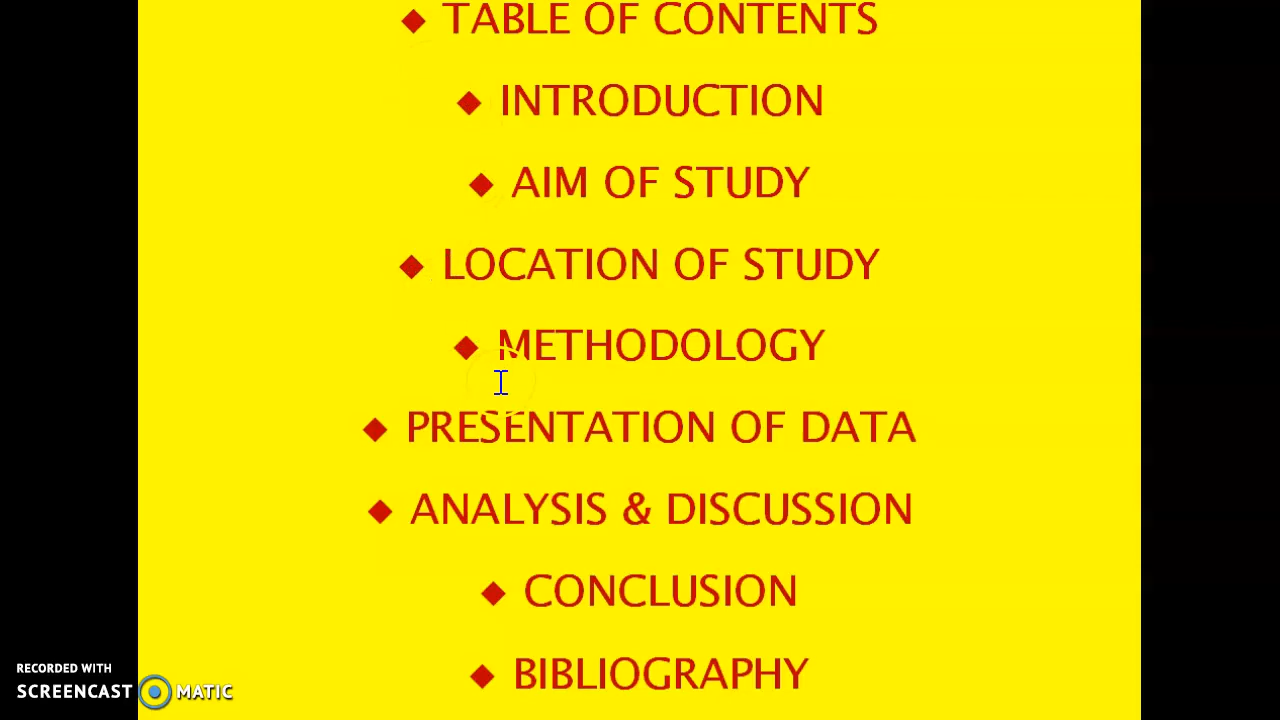 ◆ TABLE OF CONTENTS
◆ INTRODUCTION
◆ AIM OF STUDY
◆ LOCATION OF STUDY
◆ METHODOLOGY
◆ PRESENTATION OF DATA
◆ ANALYSIS & DISCUSSION
◆ CONCLUSION
◆ BIBLIOGRAPHY
RECORDED WITH
SCREENCAST MATIC